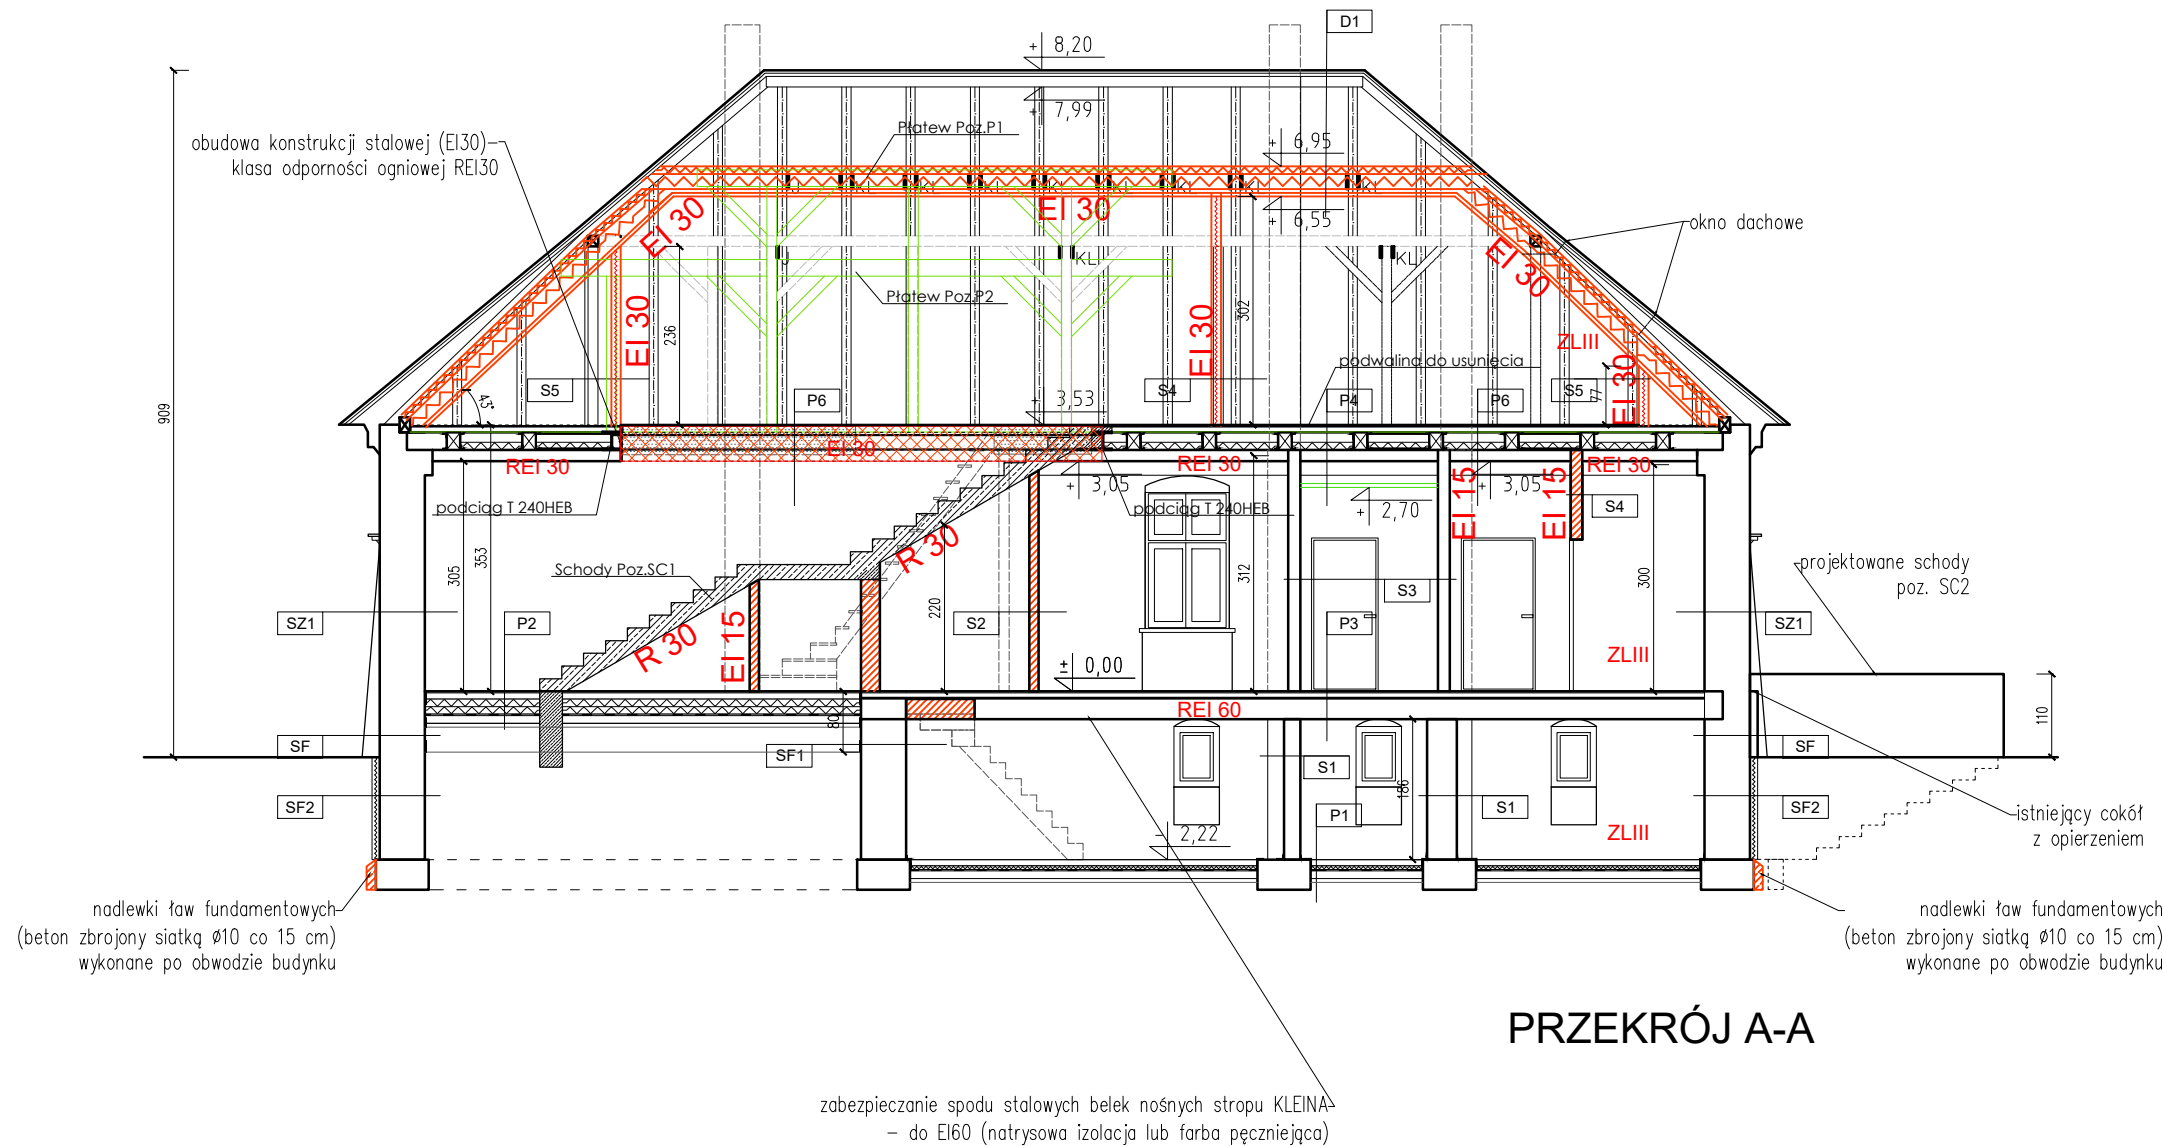 D1
+ 8,20
+ 7,99
Płatew Poz.P1
+ 6,95
obudowa konstrukcji stalowej (EI30)–
klasa odporności ogniowej REI30
EI 30
EI 30
+ 6,55
okno dachowe
EI 30
KL
KL
Płatew Poz.P2
909
EI 30
236
EI 30
302
ZLIII
podwalina do usunięcia
EI 30
77
43°
S5
P6
+ 3,53
S4
P4
P6
S5
REI 30
EI 30
REI 30
REI 30
+ 3,05
+ 3,05
EI 15
EI 15
S4
podciąg T 240HEB
podciąg T 240HEB
+ 2,70
305
353
Schody Poz.SC1
R 30
312
300
projektowane schody
poz. SC2
220
S3
SZ1
P2
R 30
EI 15
S2
P3
SZ1
ZLIII
± 0,00
REI 60
80
110
SF
SF1
S1
SF
186
SF2
P1
S1
SF2
– 2,22
ZLIII
istniejący cokół
z opierzeniem
nadlewki ław fundamentowych
(beton zbrojony siatką Ø10 co 15 cm)
wykonane po obwodzie budynku
nadlewki ław fundamentowych
(beton zbrojony siatką Ø10 co 15 cm)
wykonane po obwodzie budynku
PRZEKRÓJ A-A
zabezpieczanie spodu stalowych belek nośnych stropu KLEINA
– do EI60 (natrysowa izolacja lub farba pęczniejąca)